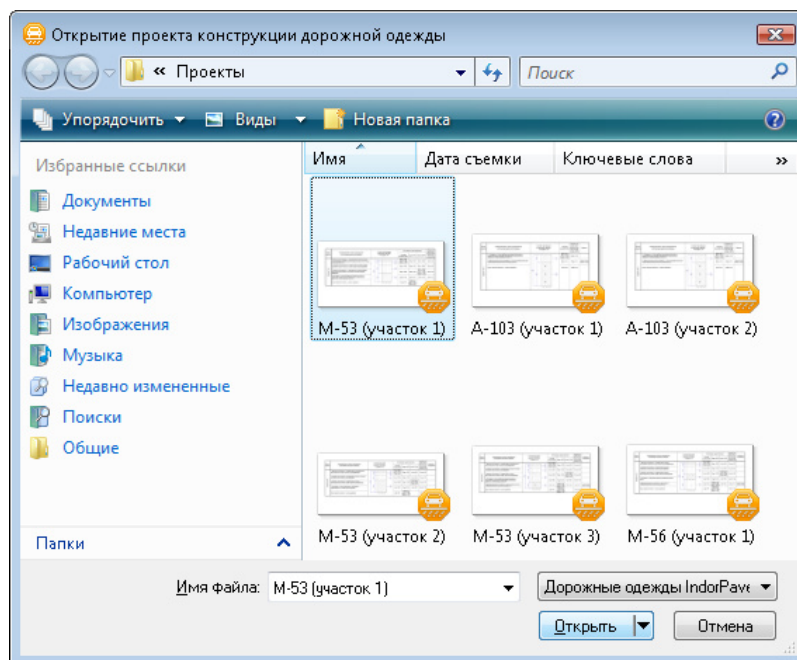 Открытие проекта конструкции дорожной одежды
« Проекты
Поиск
Упорядочить
Виды
Новая папка
Избранные ссылки
Документы
Недавние места
Рабочий стол
Компьютер
Изображения
Музыка
Недавно измененные
Поиски
Общие
Папки
Имя
Дата съемки
Ключевые слова
»
М-53 (участок 1)
А-103 (участок 1)
А-103 (участок 2)
М-53 (участок 2)
М-53 (участок 3)
М-56 (участок 1)
Имя файла:
М-53 (участок 1)
Дорожные одежды IndorPave
Открыть
Отмена